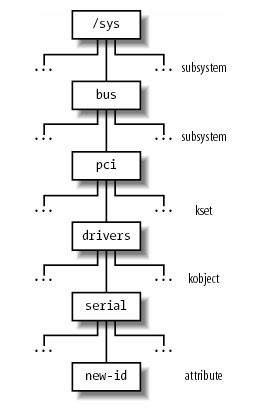 /sys
... ... subsystem
bus
... ... subsystem
pci
... ... kset
drivers
... ... kobject
serial
... ... attribute
new-id